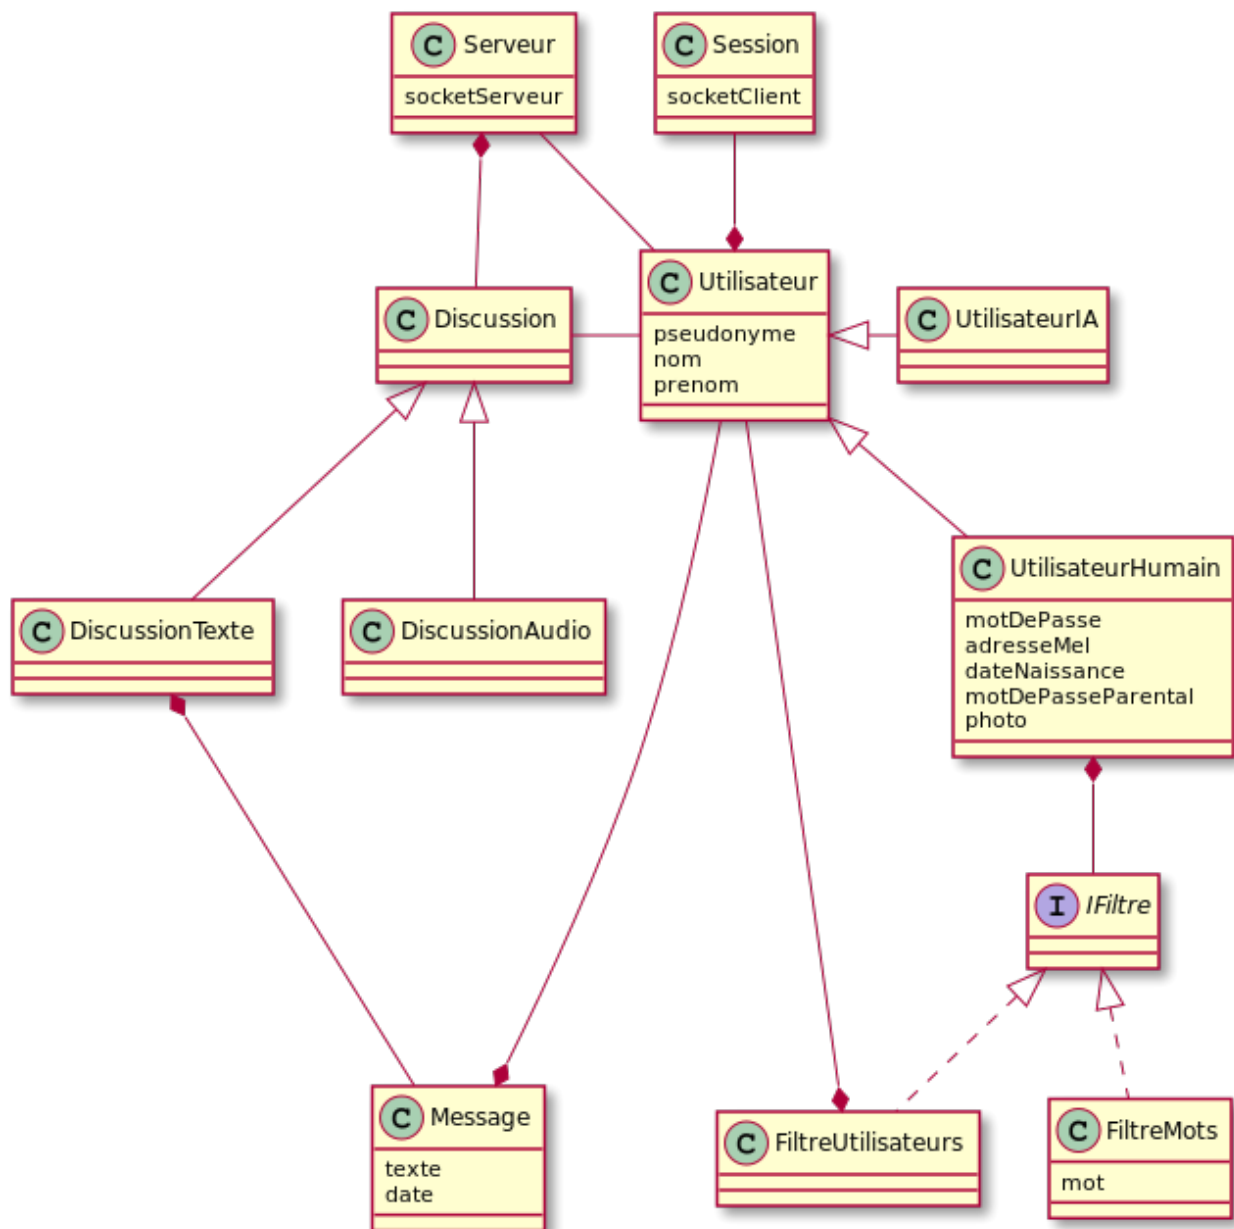 C Serveur
socketServeur
C Session
socketClient
C Utilisateur
pseudonyme
nom
prenom
C Discussion
C UtilisateurIA
C UtilisateurHumain
motDePasse
adresseMel
dateNaissance
motDePasseParental
photo
C DiscussionTexte
C DiscussionAudio
I IFiltre
C Message
texte
date
C FiltreUtilisateurs
C FiltreMots
mot